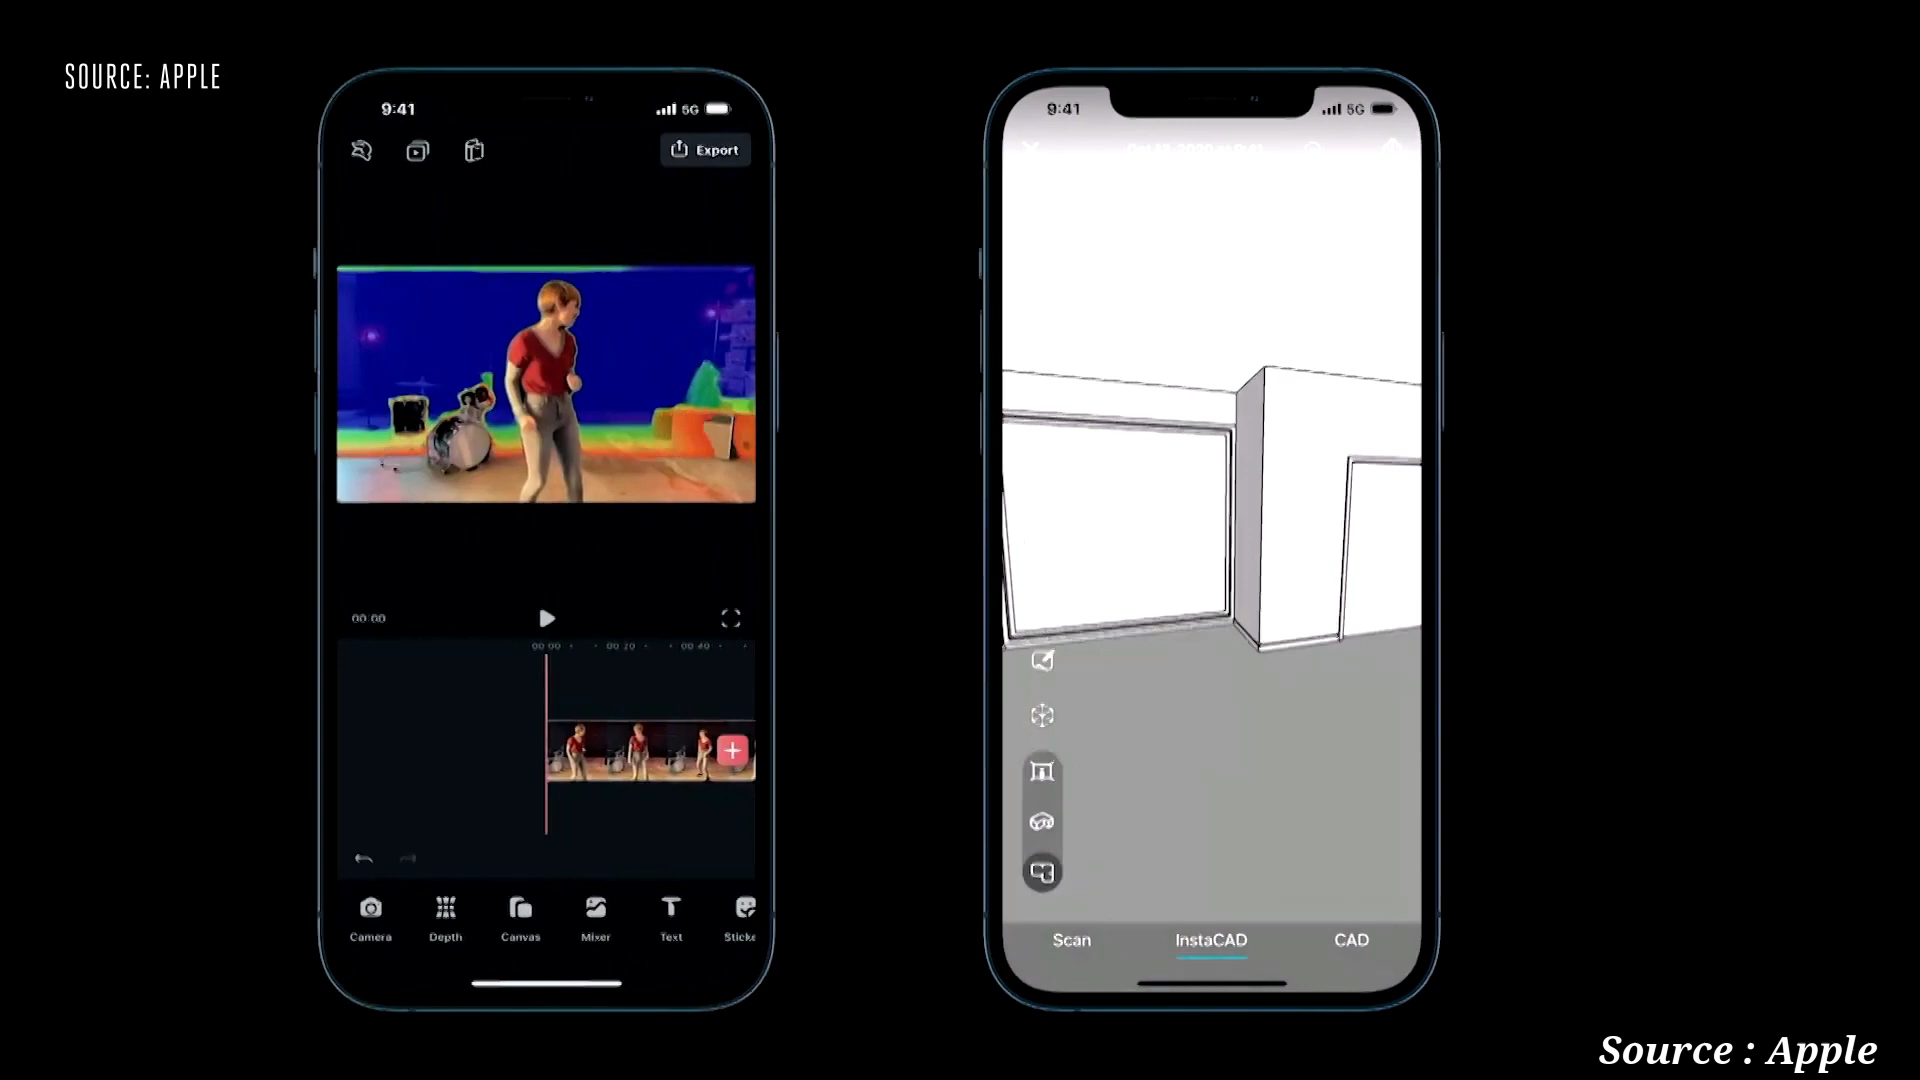 SOURCE: APPLE
9:41
5G
Export
00:00
00:00
00:20
00:40
Camera
Depth
Canvas
Mixer
Text
9:41
5G
Scan
InstaCAD
CAD
Source : Apple